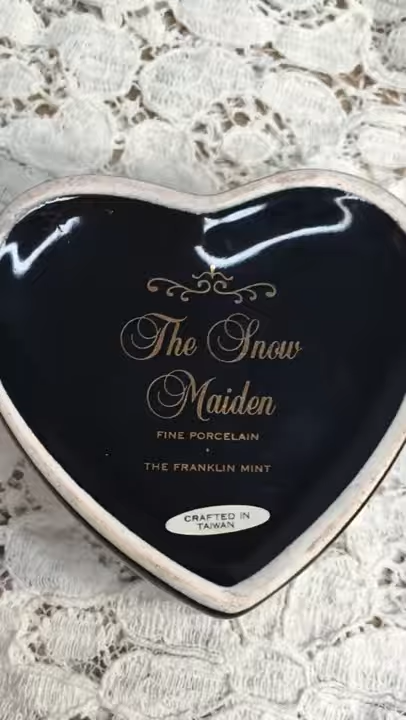 The Snow
Maiden
FINE PORCELAIN
THE FRANKLIN MINT
CRAFTED IN
TAIWAN